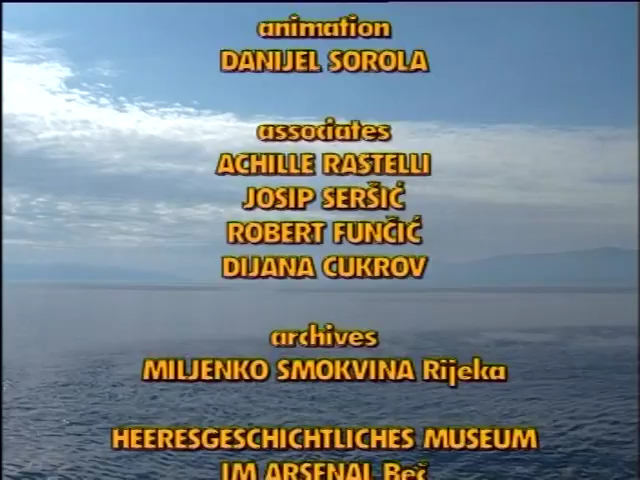 animation
DANIJEL SOROLA
associates
ACHILLE RASTELLI
JOSIP SERŠIĆ
ROBERT FUNČIĆ
DIJANA CUKROV
archives
MILJENKO SMOKVINA Rijeka
HEERESGESCHICHTLICHES MUSEUM
IM ARSENAL Beč